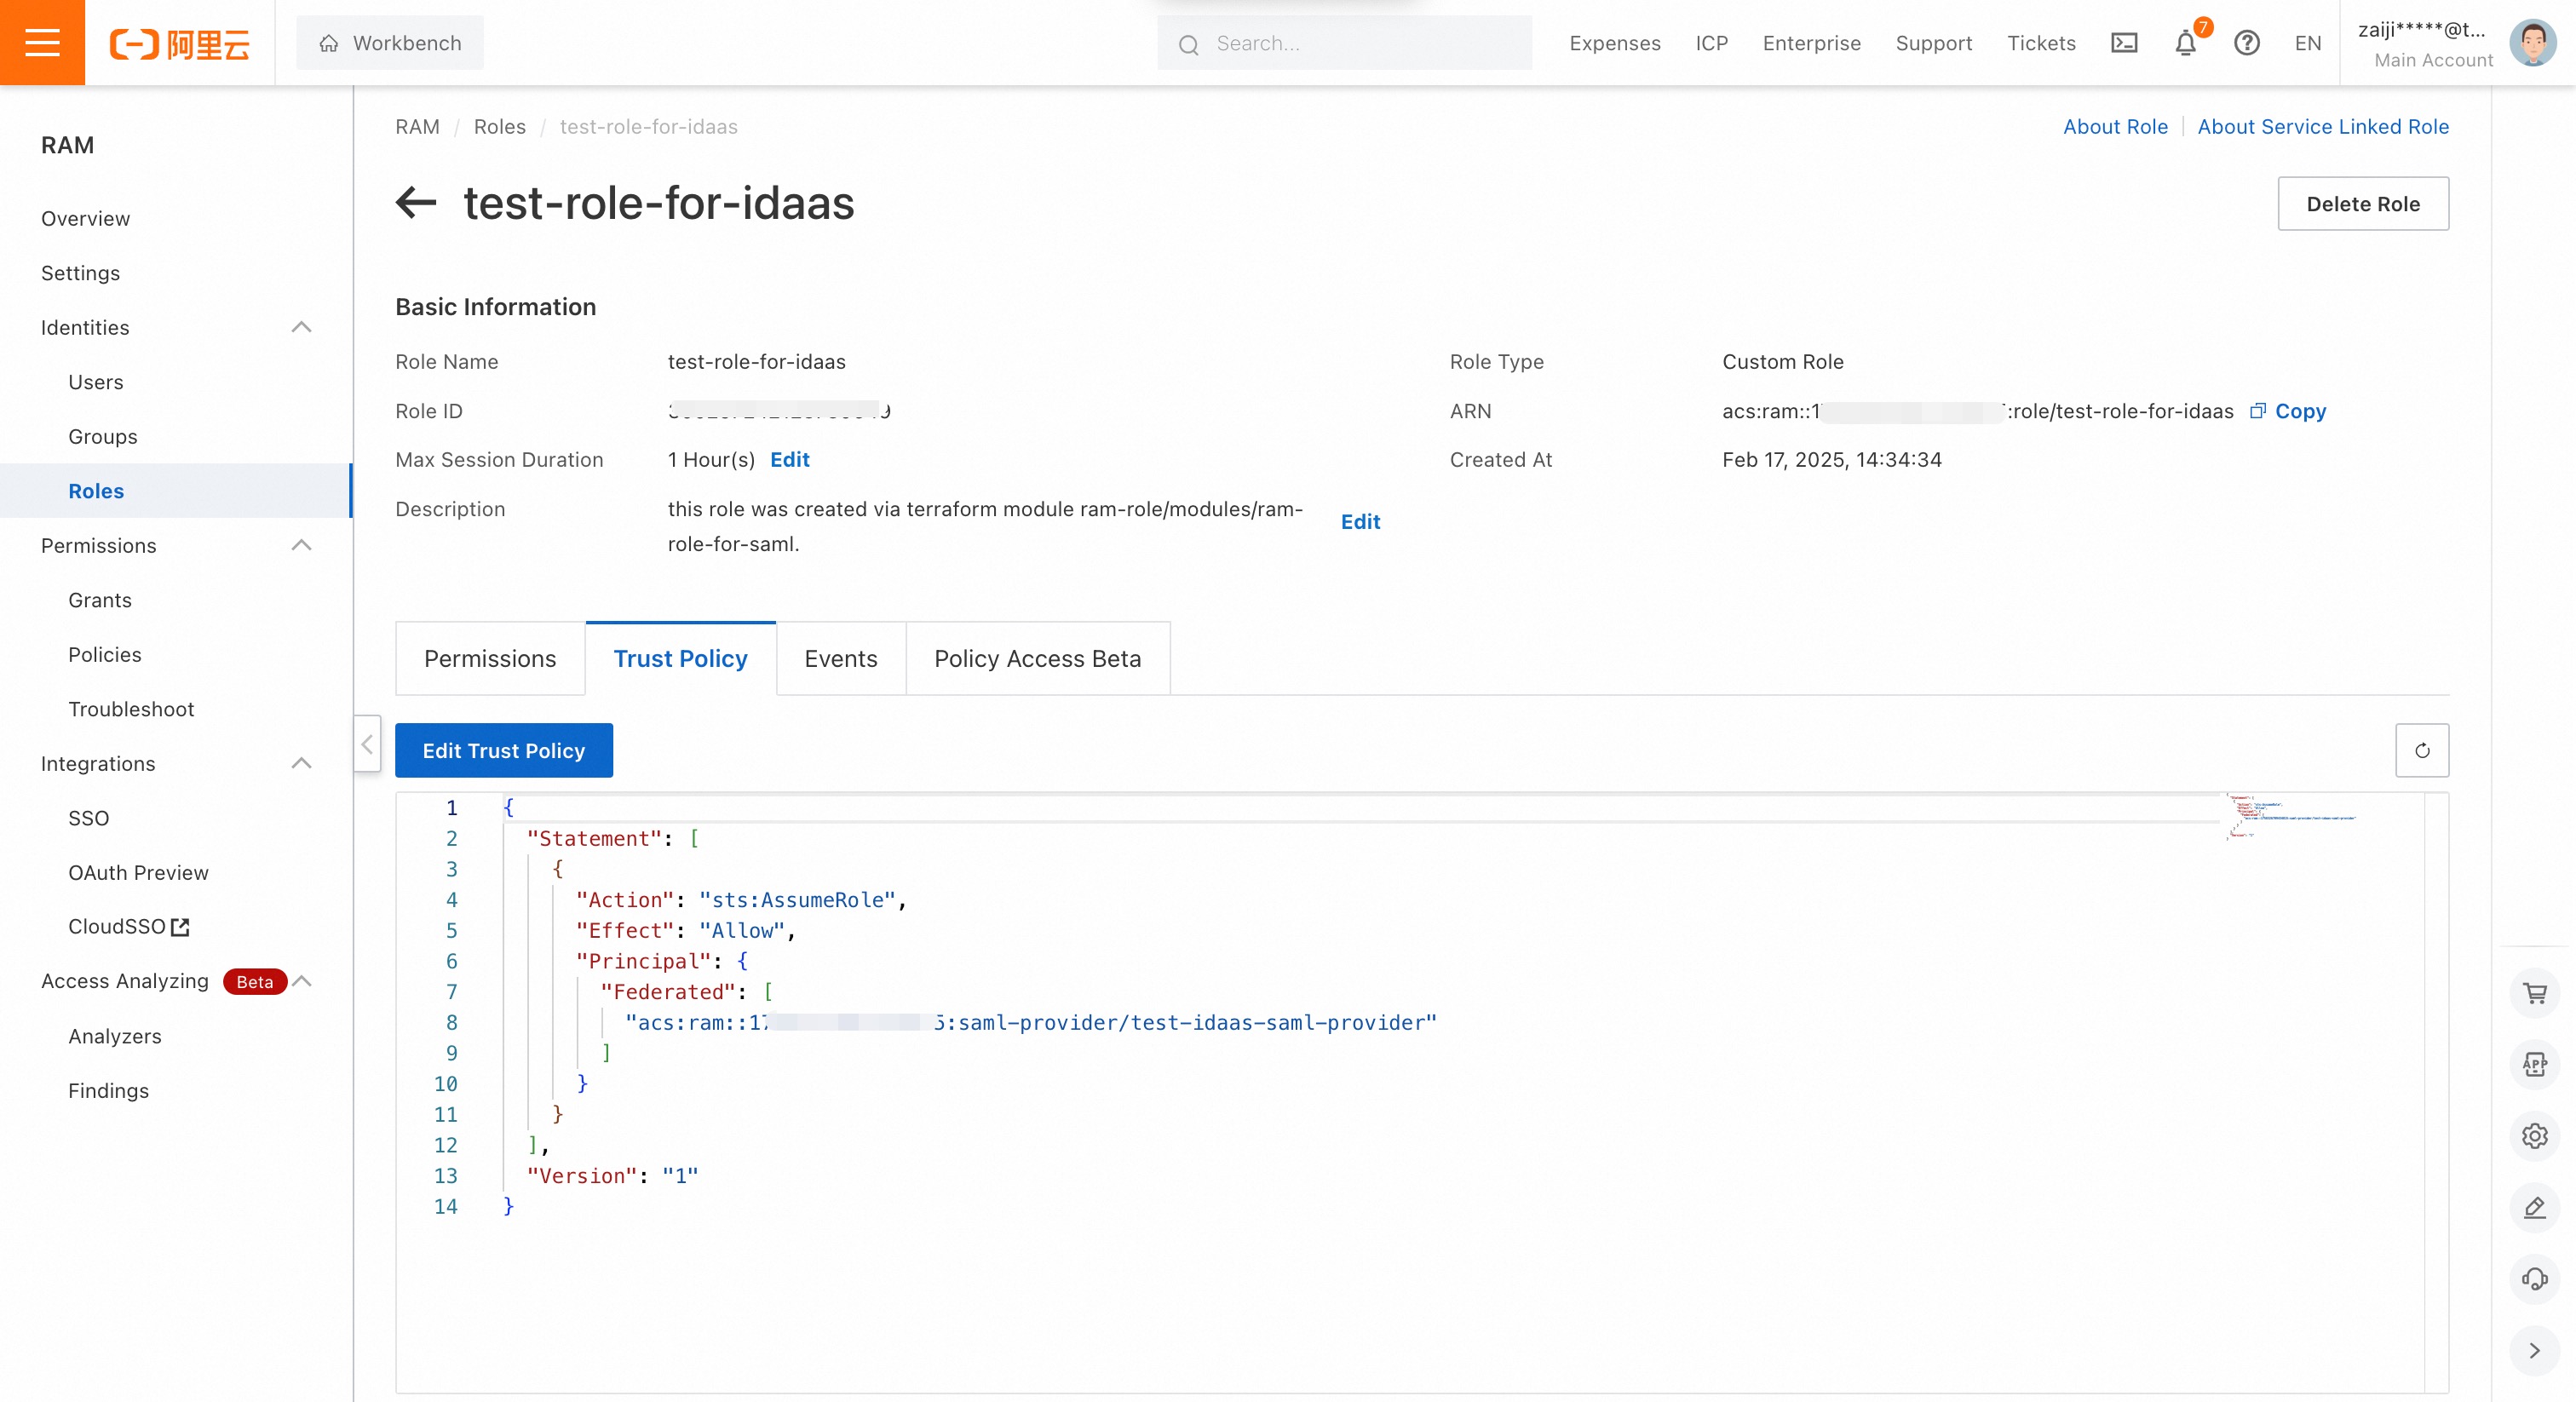 阿里云
Workbench
Search...
Expenses
ICP
Enterprise
Support
Tickets
7
EN
zaiji*****@t...
Main Account
RAM
Overview
Settings
Identities
Users
Groups
Roles
Permissions
Grants
Policies
Troubleshoot
Integrations
SSO
OAuth Preview
CloudSSO
Access Analyzing Beta
Analyzers
Findings
RAM / Roles / test-role-for-idaas
About Role
About Service Linked Role
test-role-for-idaas
Delete Role
Basic Information
Role Name test-role-for-idaas
Role Type Custom Role
Role ID
ARN acs:ram::1 :role/test-role-for-idaas Copy
Max Session Duration 1 Hour(s) Edit
Created At Feb 17, 2025, 14:34:34
Description this role was created via terraform module ram-role/modules/ram-
role-for-saml.
Edit
Permissions
Trust Policy
Events
Policy Access Beta
Edit Trust Policy
1 {
2 "Statement": [
3 {
4 "Action": "sts:AssumeRole",
5 "Effect": "Allow",
6 "Principal": {
7 "Federated": [
8 "acs:ram::17 5:saml-provider/test-idaas-saml-provider"
9 ]
10 }
11 }
12 ],
13 "Version": "1"
14 }
APP